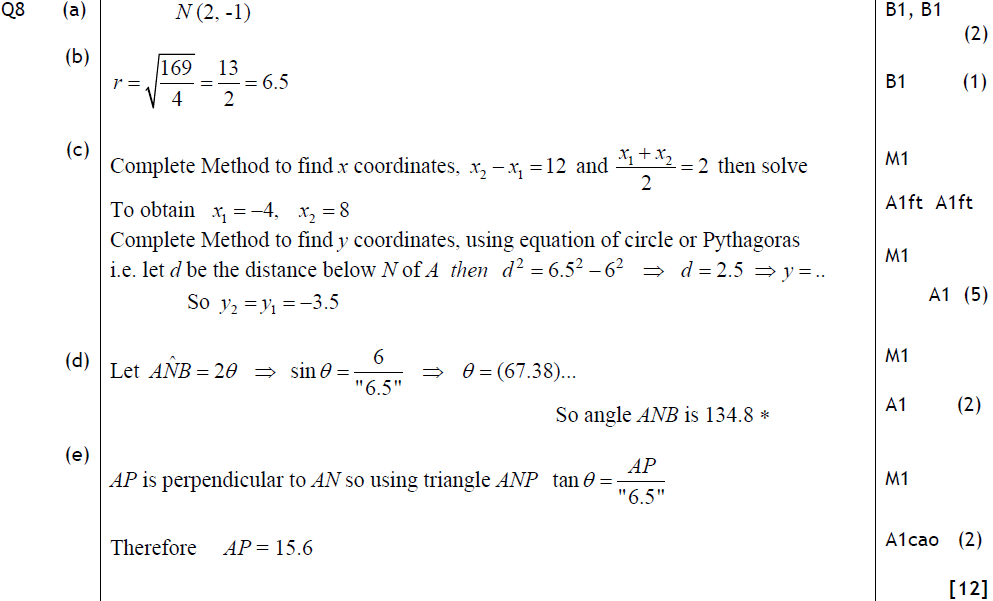 Q8 (a) N (2, -1) B1, B1
(2)
(b) r = √(169/4) = 13/2 = 6.5 B1 (1)
(c) Complete Method to find x coordinates, x₂ − x₁ = 12 and (x₁ + x₂)/2 = 2 then solve M1
To obtain x₁ = −4, x₂ = 8 A1ft A1ft
Complete Method to find y coordinates, using equation of circle or Pythagoras M1
i.e. let d be the distance below N of A then d² = 6.5² − 6² ⇒ d = 2.5 ⇒ y = ..
So y₂ = y₁ = −3.5 A1 (5)
(d) Let AN̂B = 2θ ⇒ sin θ = 6/"6.5" ⇒ θ = (67.38)... M1
So angle ANB is 134.8 * A1 (2)
(e) AP is perpendicular to AN so using triangle ANP tan θ = AP/"6.5" M1
Therefore AP = 15.6 A1cao (2)
[12]